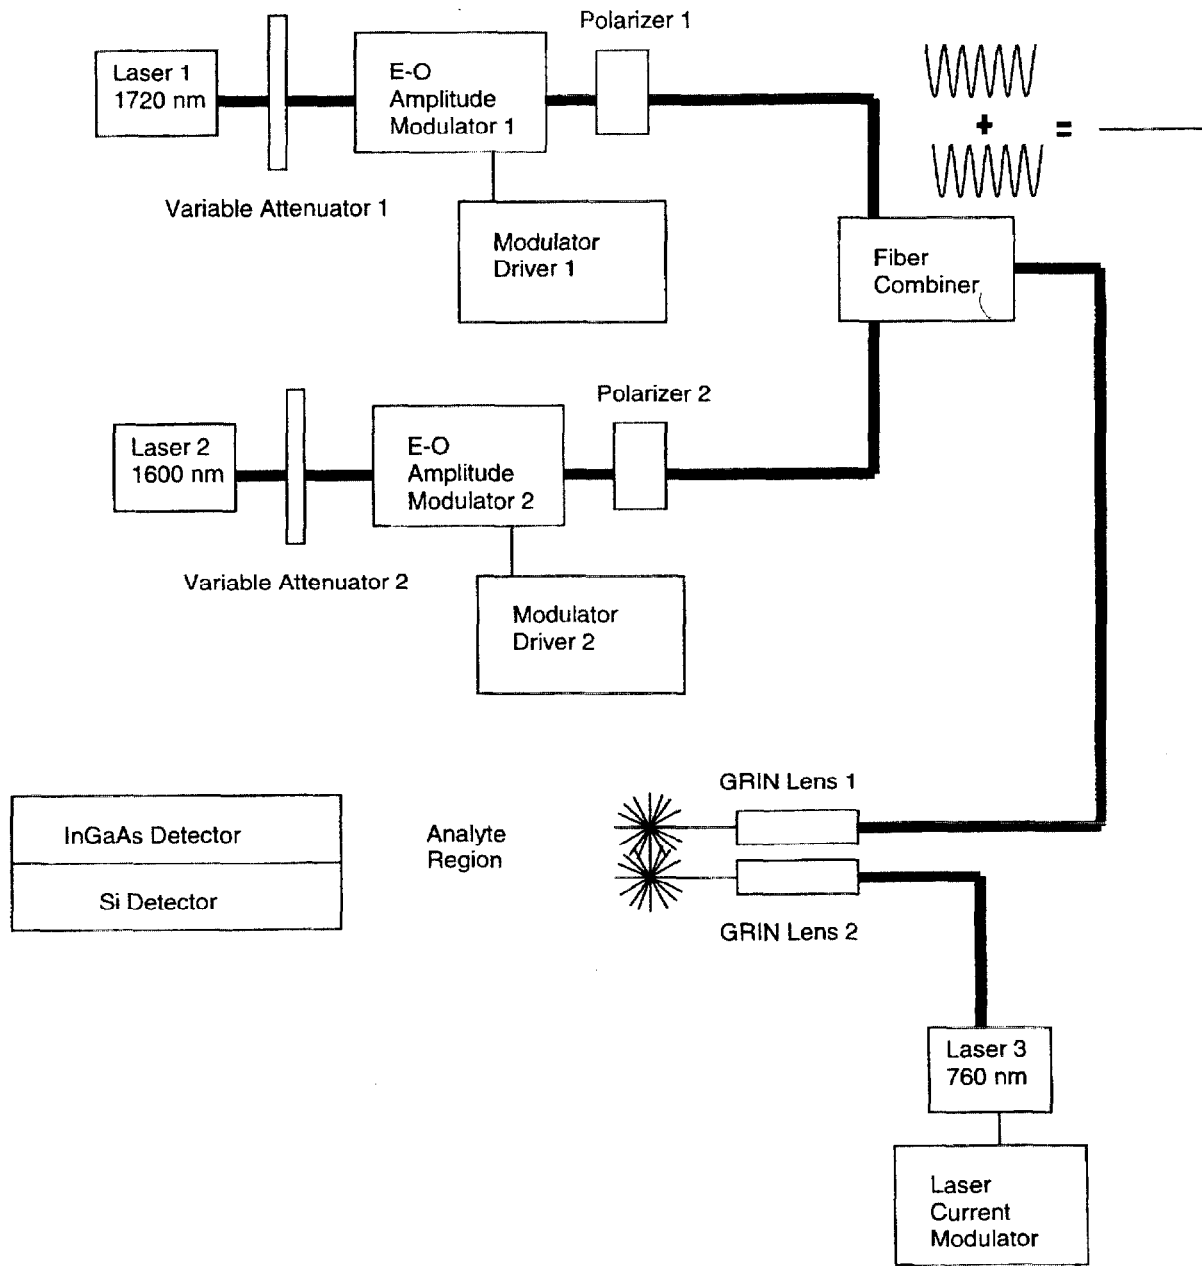 Polarizer 1
Laser 1
1720 nm
E-O
Amplitude
Modulator 1
+
=
Variable Attenuator 1
Modulator
Driver 1
Fiber
Combiner
Polarizer 2
Laser 2
1600 nm
E-O
Amplitude
Modulator 2
Variable Attenuator 2
Modulator
Driver 2
GRIN Lens 1
InGaAs Detector
Analyte
Region
Si Detector
GRIN Lens 2
Laser 3
760 nm
Laser
Current
Modulator